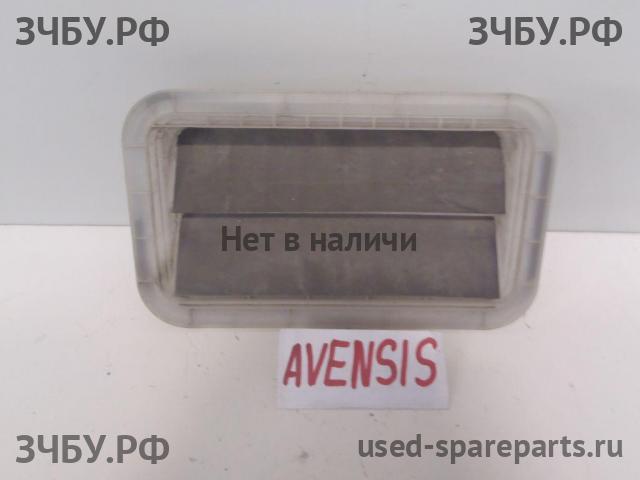 ЗЧБУ.РФ ЗЧБУ.РФ
Нет в наличи
AVENSIS
ЗЧБУ.РФ used-spareparts.ru